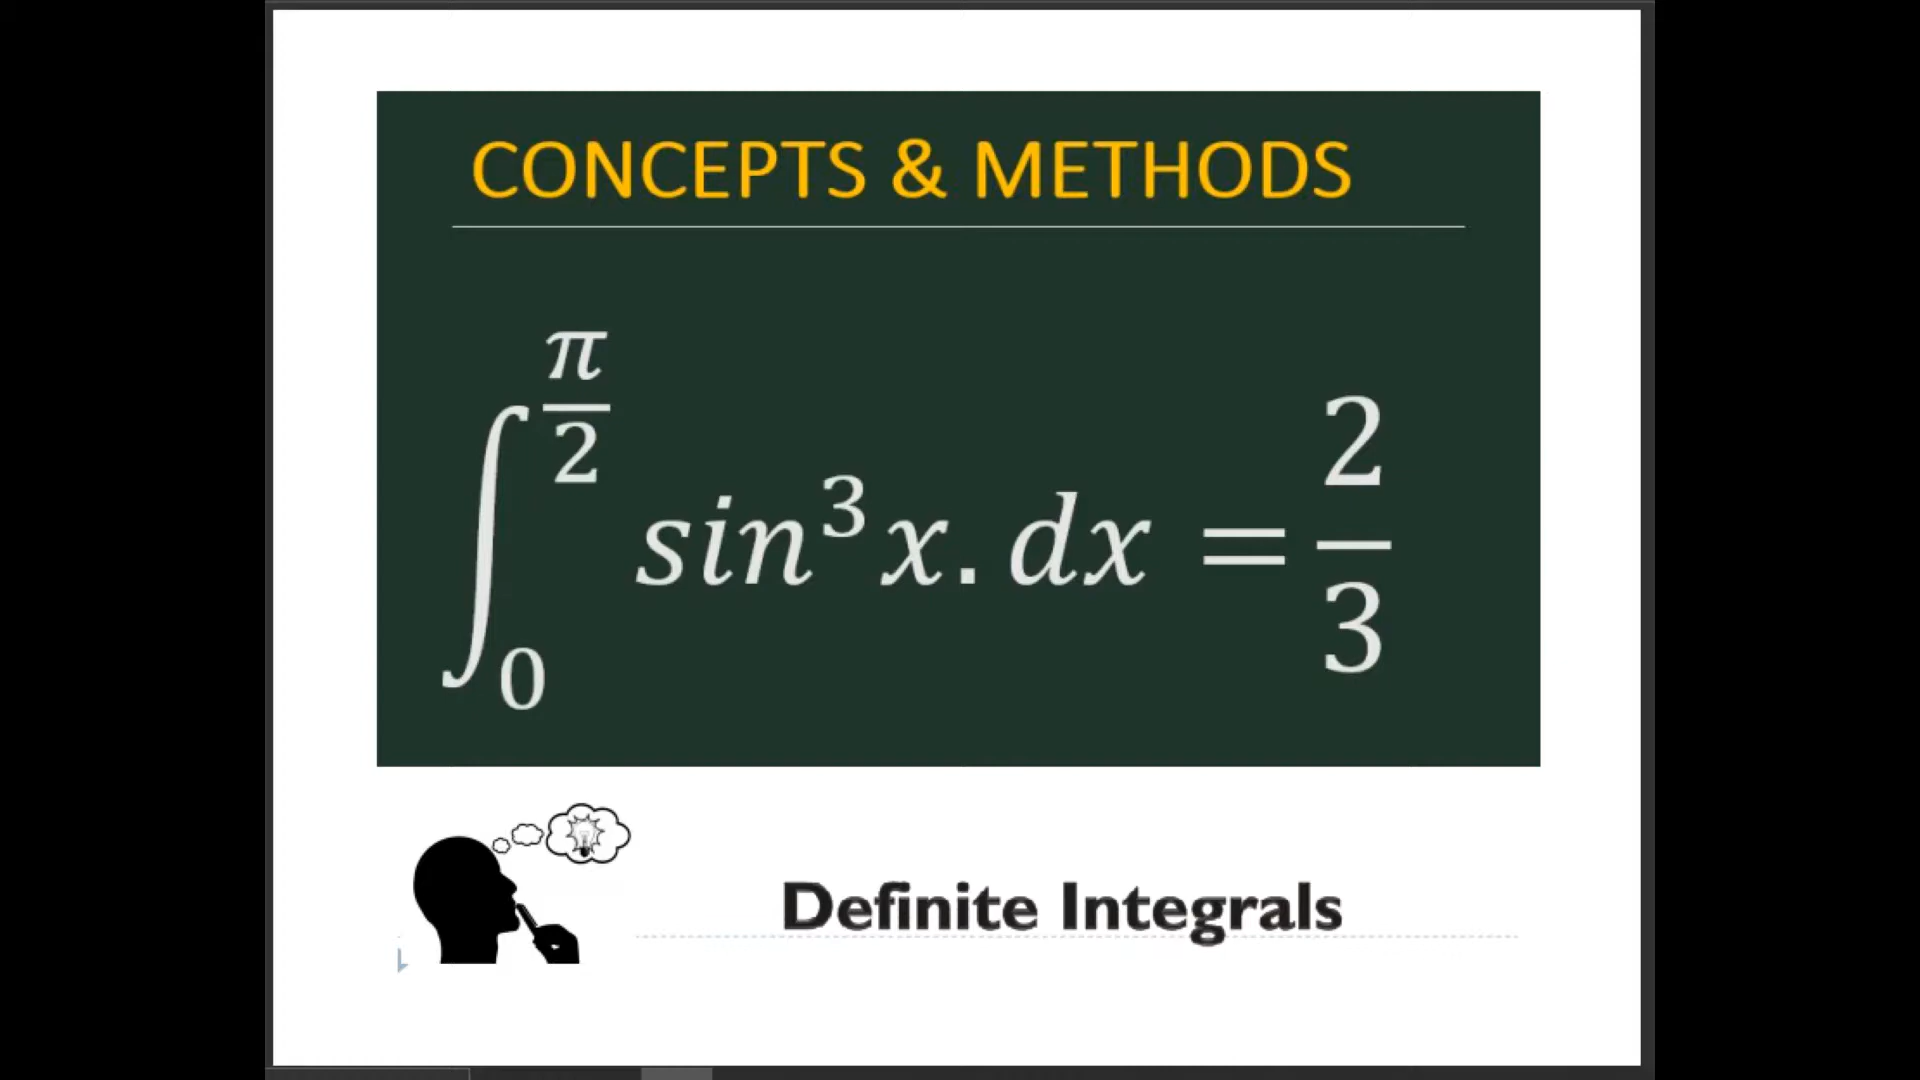 CONCEPTS & METHODS
∫₀^(π/2) sin³x.dx = 2/3
Definite Integrals